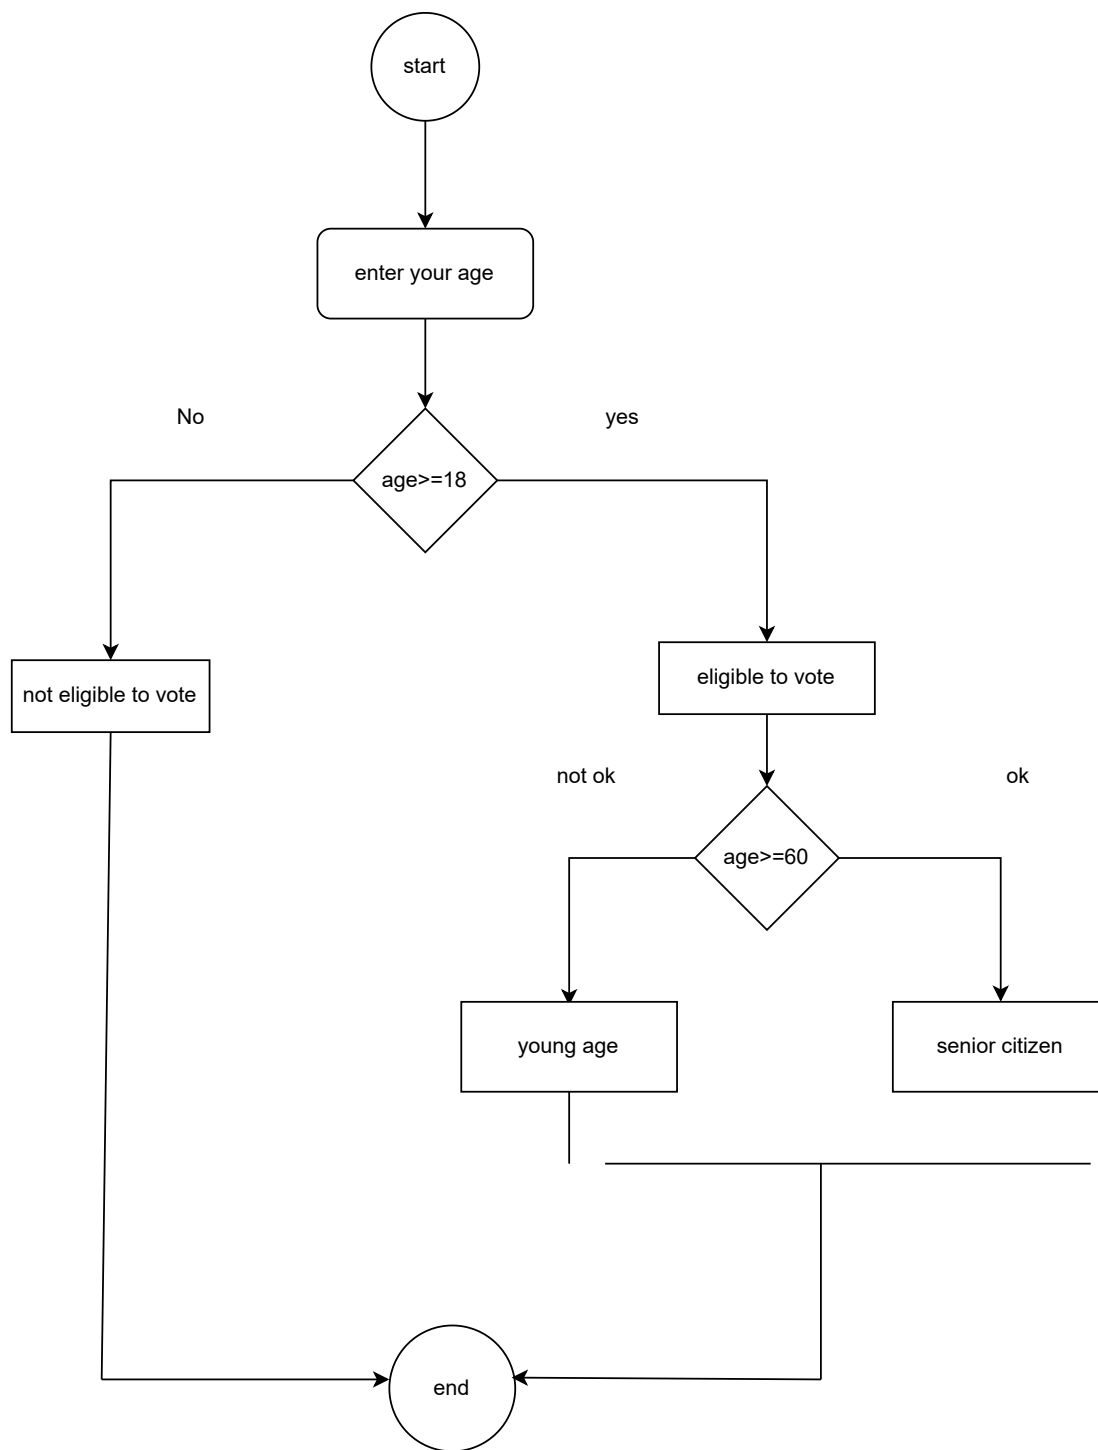 start
enter your age
No
yes
age>=18
not eligible to vote
eligible to vote
not ok
ok
age>=60
young age
senior citizen
end